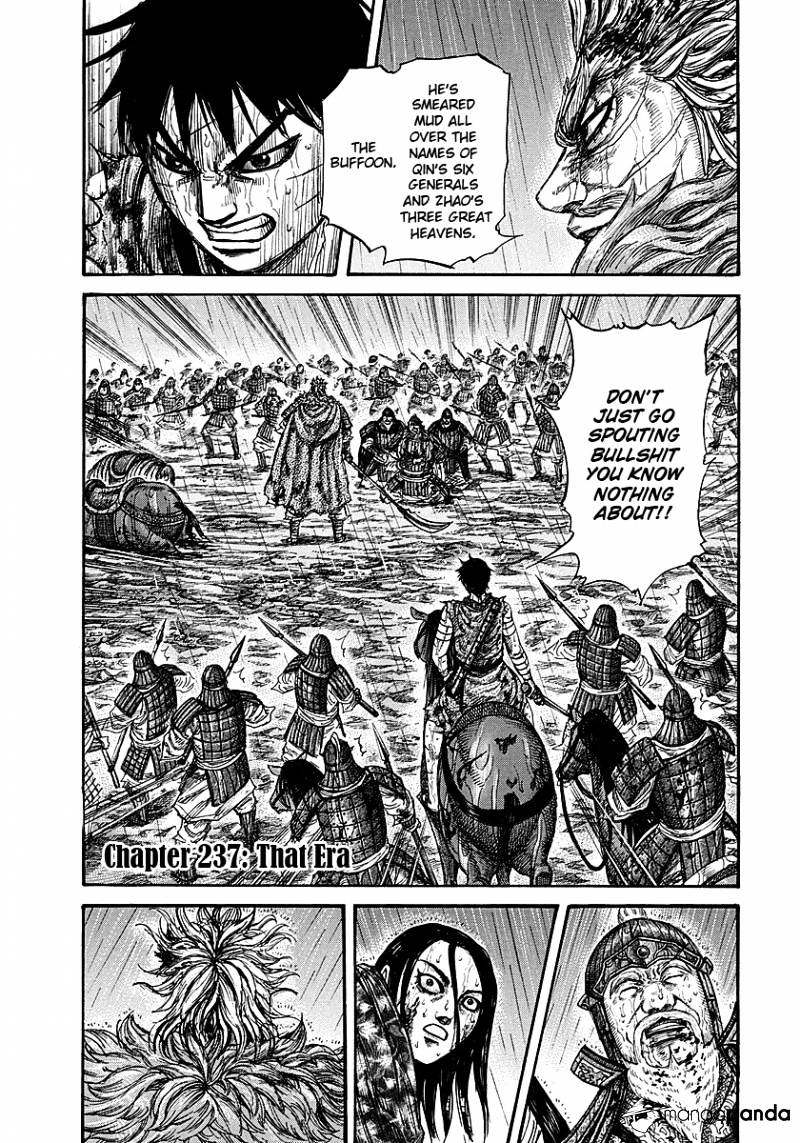 HE'S
SMEARED
MUD ALL
OVER THE
NAMES OF
QIN'S SIX
GENERALS
AND ZHAO'S
THREE GREAT
HEAVENS.
THE
BUFFOON.
DON'T
JUST GO
SPOUTING
BULLSHIT
YOU KNOW
NOTHING
ABOUT!!
Chapter 237: That Era
mangapanda